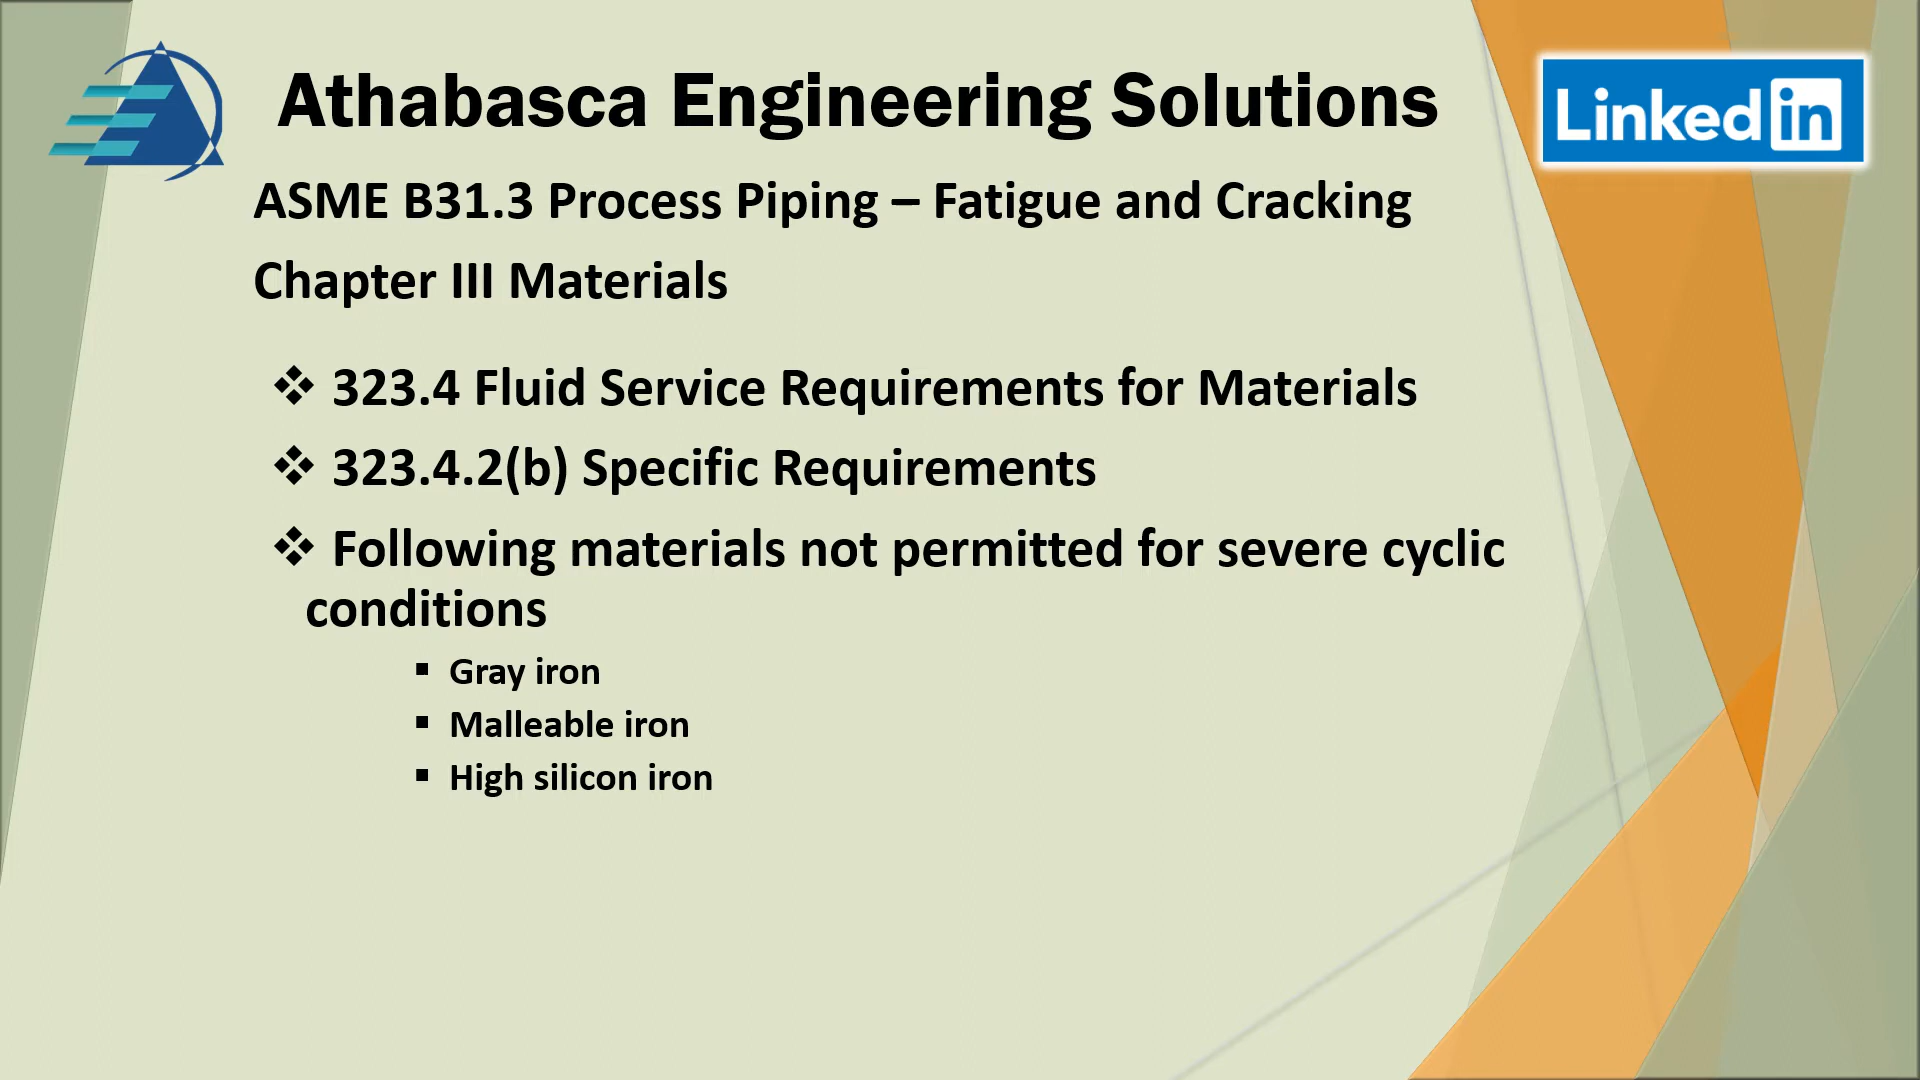 Athabasca Engineering Solutions
Linked in
ASME B31.3 Process Piping – Fatigue and Cracking
Chapter III Materials
❖ 323.4 Fluid Service Requirements for Materials
❖ 323.4.2(b) Specific Requirements
❖ Following materials not permitted for severe cyclic
conditions
▪ Gray iron
▪ Malleable iron
▪ High silicon iron